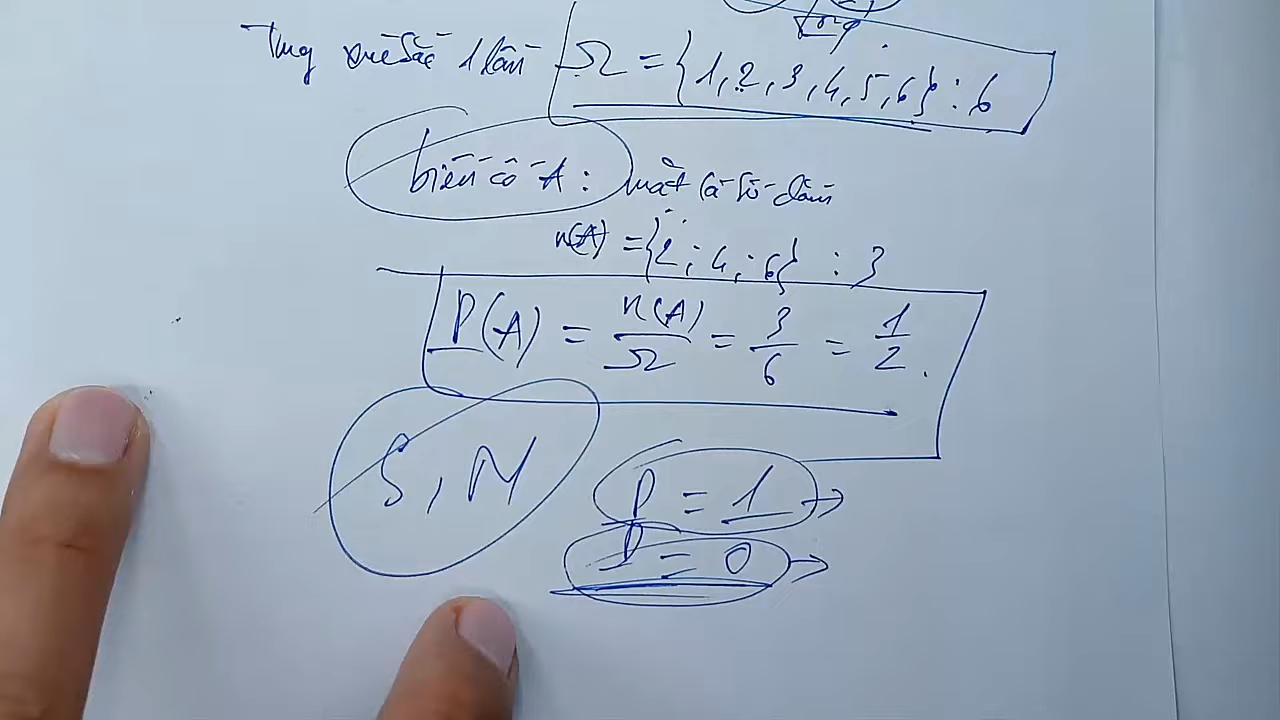 Tung xúc sắc 1 lần Ω = {1, 2, 3, 4, 5, 6} : 6
biến cố A : mặt là số chẵn
n(A) = {2 ; 4 ; 6} : 3
P(A) = n(A)/Ω = 3/6 = 1/2 .
S, N
P = 1 →
P = 0 →